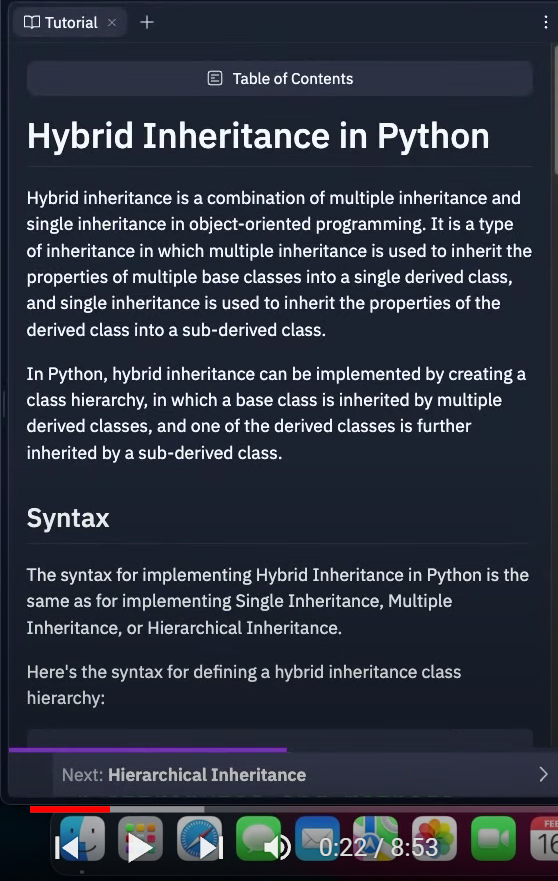 Tutorial
Table of Contents
Hybrid Inheritance in Python
Hybrid inheritance is a combination of multiple inheritance and
single inheritance in object-oriented programming. It is a type
of inheritance in which multiple inheritance is used to inherit the
properties of multiple base classes into a single derived class,
and single inheritance is used to inherit the properties of the
derived class into a sub-derived class.
In Python, hybrid inheritance can be implemented by creating a
class hierarchy, in which a base class is inherited by multiple
derived classes, and one of the derived classes is further
inherited by a sub-derived class.
Syntax
The syntax for implementing Hybrid Inheritance in Python is the
same as for implementing Single Inheritance, Multiple
Inheritance, or Hierarchical Inheritance.
Here's the syntax for defining a hybrid inheritance class
hierarchy:
Next: Hierarchical Inheritance
FEB
16
0:22 / 8:53